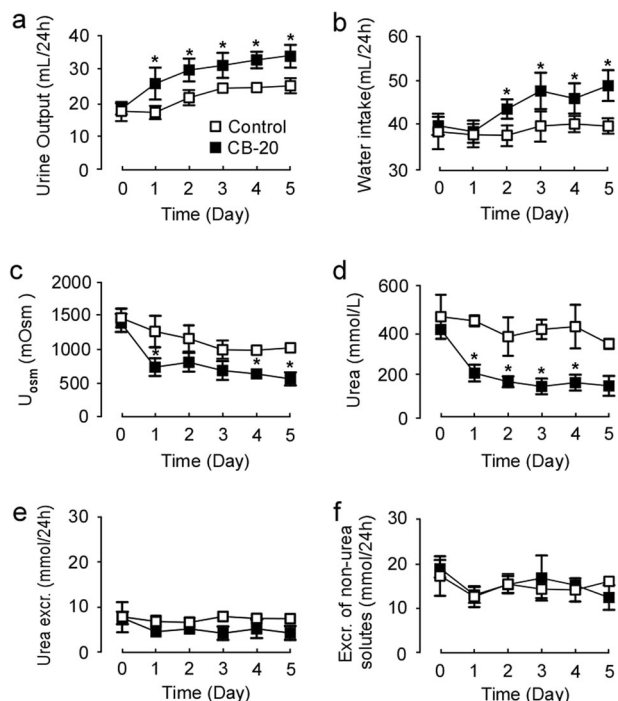 a
Urine Output (mL/24h)
40
30
20
10
0
* * * * *
Control
CB-20
0 1 2 3 4 5
Time (Day)
b
Water intake(mL/24h)
60
50
40
30
* * * *
0 1 2 3 4 5
Time (Day)
c
Uosm (mOsm )
2000
1500
1000
500
0
* * *
0 1 2 3 4 5
Time (Day)
d
Urea (mmol/L)
600
400
200
0
* * * *
0 1 2 3 4 5
Time (Day)
e
Urea excr. (mmol/24h)
30
20
10
0
0 1 2 3 4 5
Time (Day)
f
Excr. of non-urea
solutes (mmol/24h)
30
20
10
0
0 1 2 3 4 5
Time (Day)